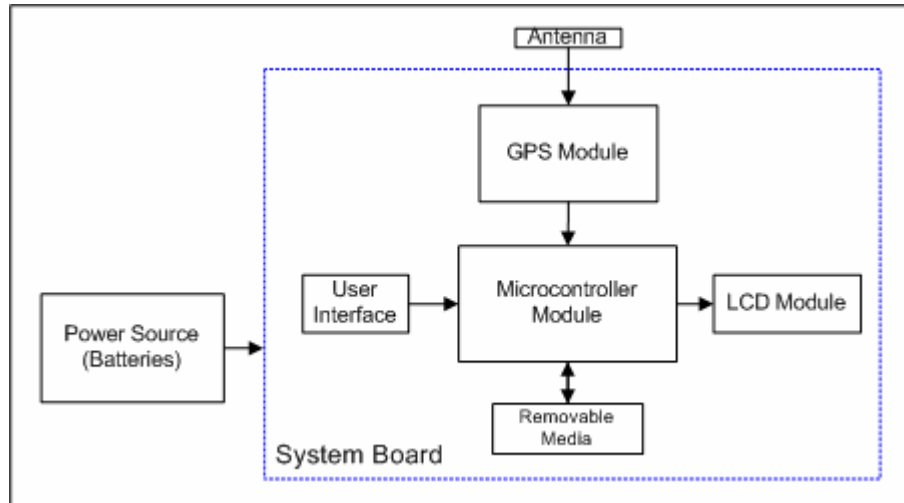 Antenna
GPS Module
User
Interface
Microcontroller
Module
LCD Module
Power Source
(Batteries)
Removable
Media
System Board